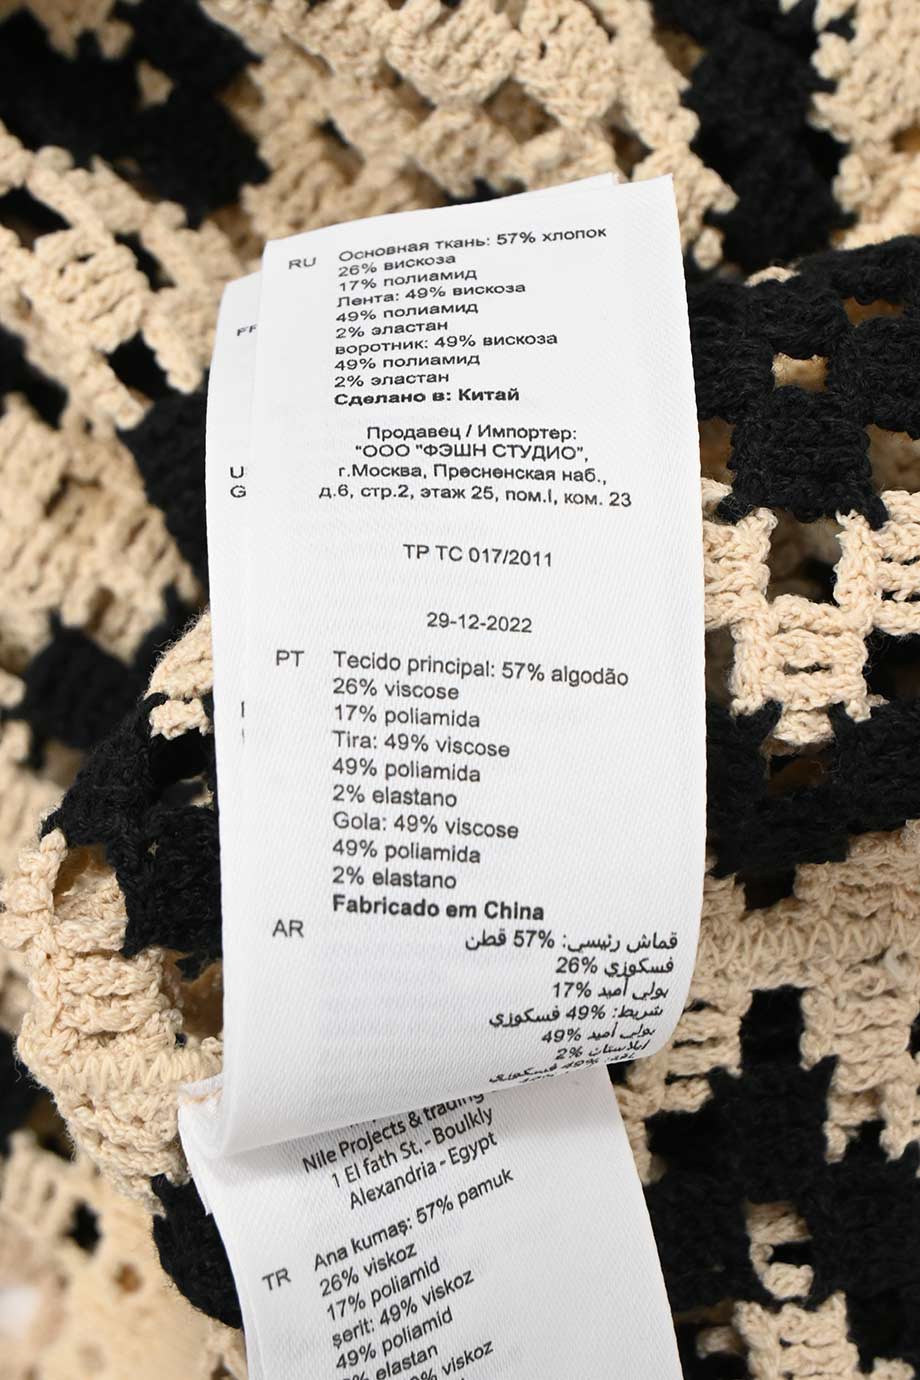 RU Основная ткань: 57% хлопок
26% вискоза
17% полиамид
Лента: 49% вискоза
49% полиамид
2% эластан
воротник: 49% вискоза
49% полиамид
2% эластан
Сделано в: Китай
Продавец / Импортер:
"ООО "ФЭШН СТУДИО",
г.Москва, Пресненская наб.,
д.6, стр.2, этаж 25, пом.I, ком. 23
ТР ТС 017/2011
29-12-2022
PT Tecido principal: 57% algodão
26% viscose
17% poliamida
Tira: 49% viscose
49% poliamida
2% elastano
Gola: 49% viscose
49% poliamida
2% elastano
Fabricado em China
AR قماش رئيسي: 57% قطن
26% فسكوزي
17% بولي أميد
شريط: 49% فسكوزي
49% بولي أميد
2% ايلاستان
49% فسكوزي
Nile Projects & trading
1 El fath St. - Boulkly
Alexandria - Egypt
TR Ana kumaş: 57% pamuk
26% viskoz
17% poliamid
şerit: 49% viskoz
49% poliamid
elastan
viskoz